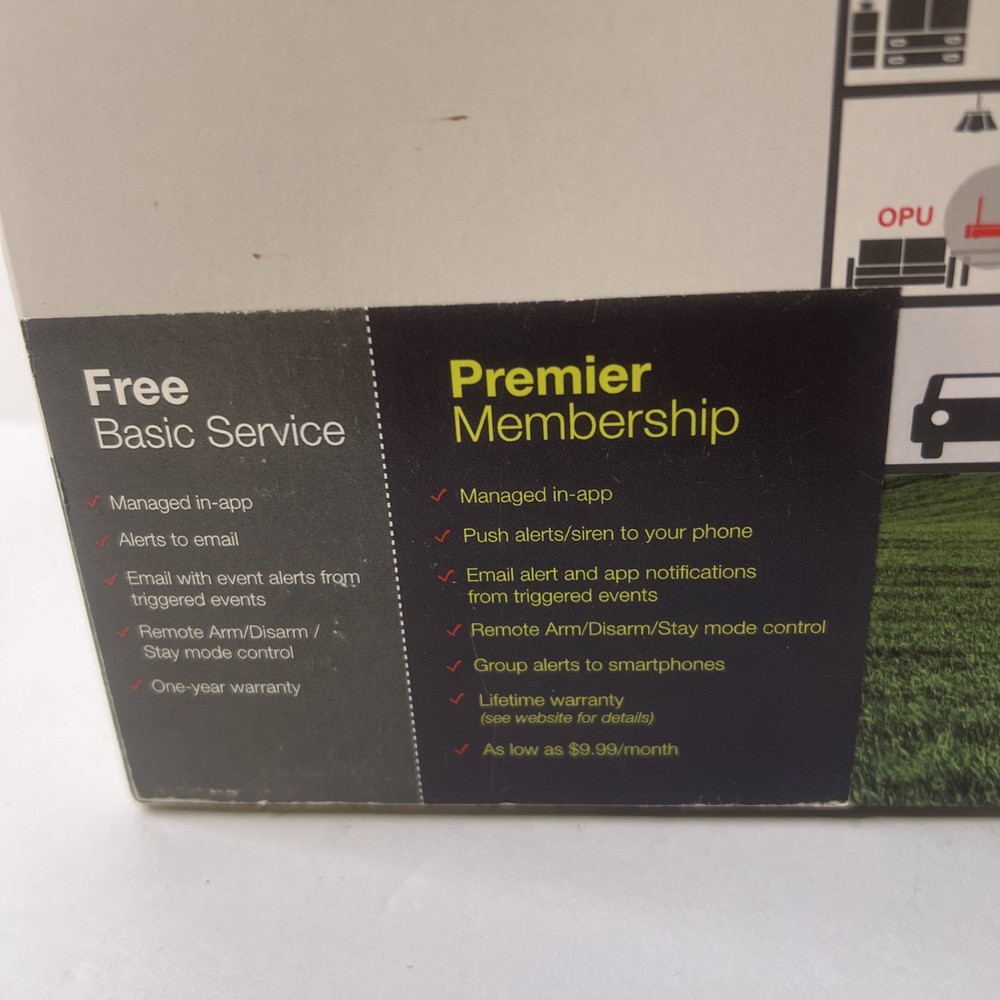 OPU
Free
Basic Service
Managed in-app
Alerts to email
Email with event alerts from
triggered events
Remote Arm/Disarm /
Stay mode control
One-year warranty
Premier
Membership
Managed in-app
Push alerts/siren to your phone
Email alert and app notifications
from triggered events
Remote Arm/Disarm/Stay mode control
Group alerts to smartphones
Lifetime warranty
(see website for details)
As low as $9.99/month